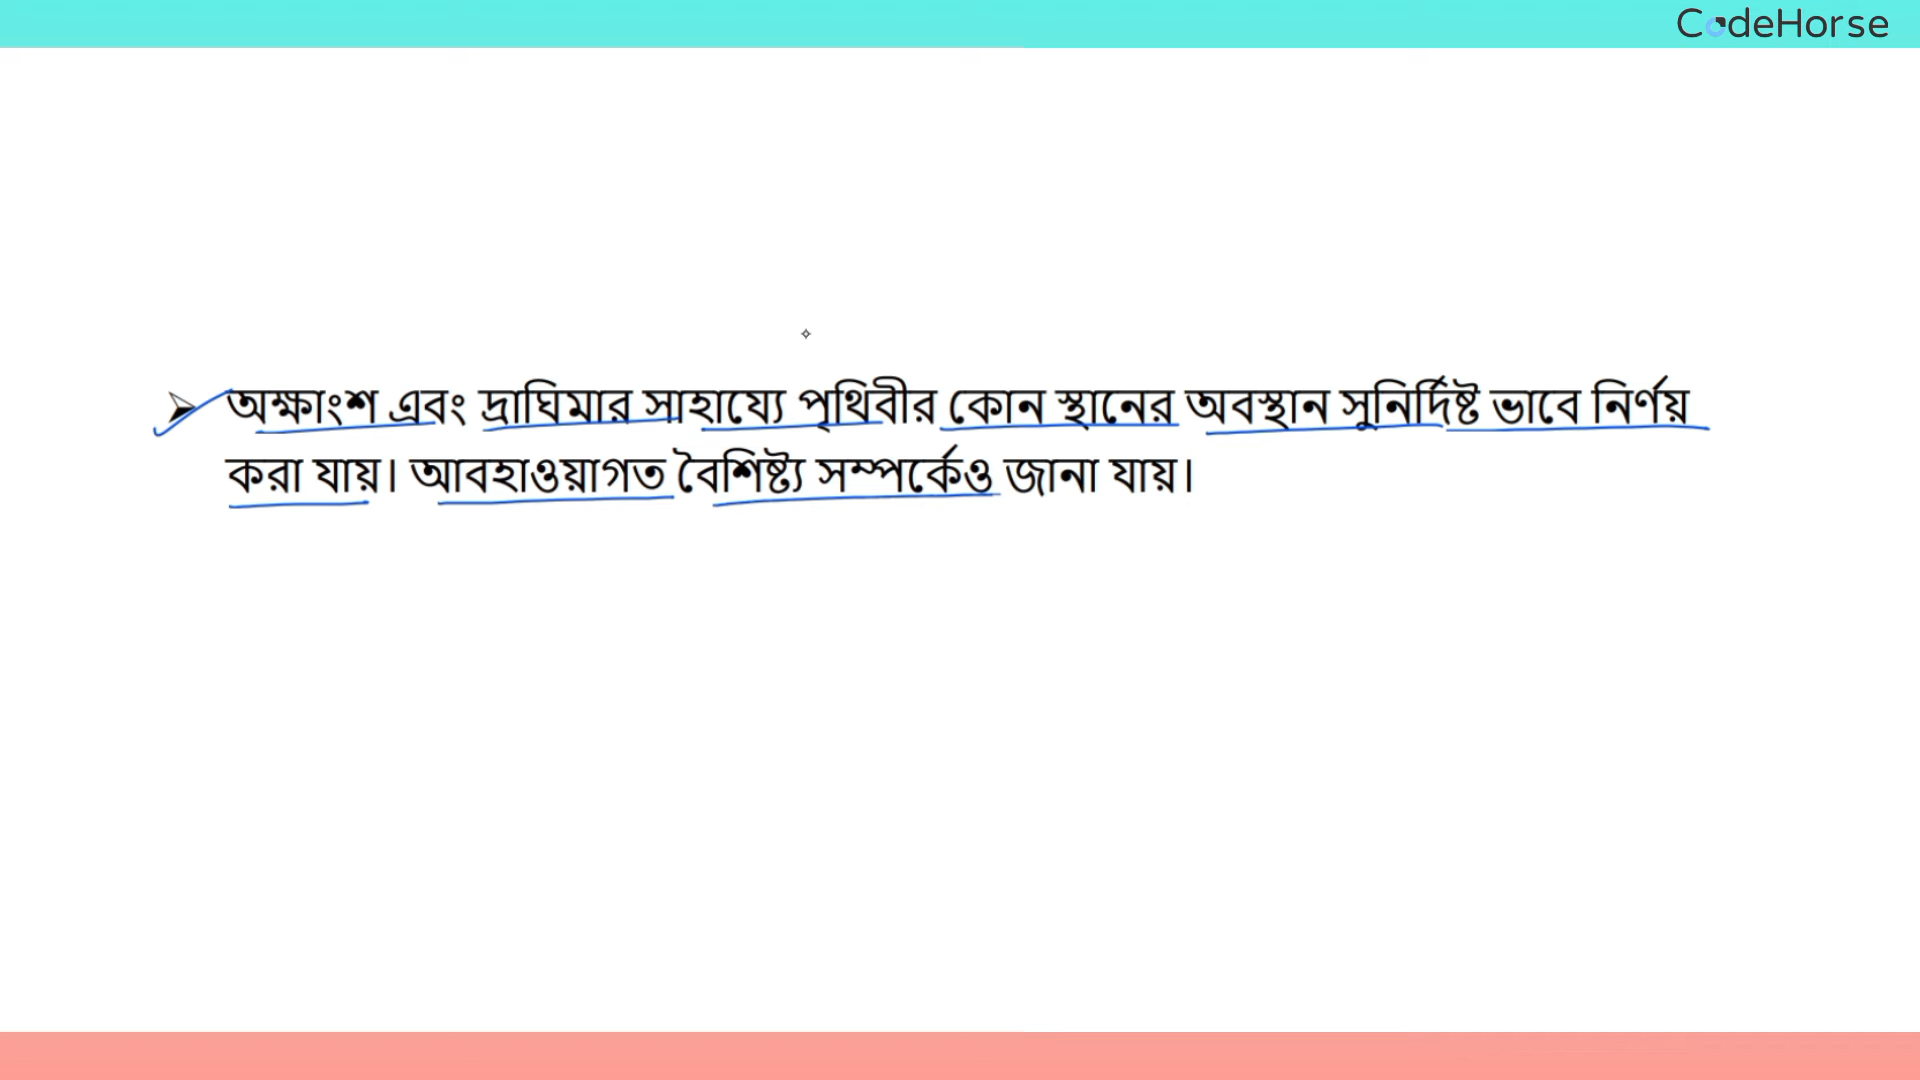 CodeHorse
অক্ষাংশ এবং দ্রাঘিমার সাহায্যে পৃথিবীর কোন স্থানের অবস্থান সুনির্দিষ্ট ভাবে নির্ণয়
করা যায়। আবহাওয়াগত বৈশিষ্ট্য সম্পর্কেও জানা যায়।